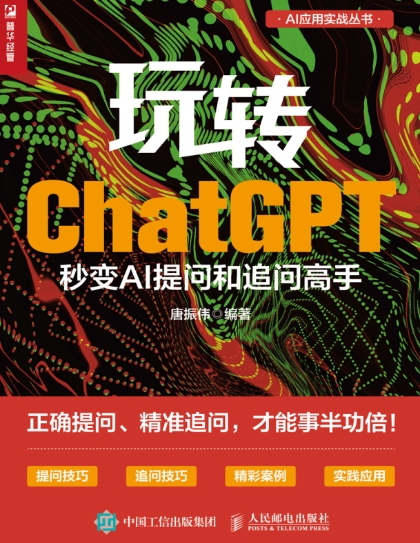 普华经管
· AI应用实战丛书 ·
玩转
ChatGPT
秒变AI提问和追问高手
唐振伟 ◎ 编著
正确提问、精准追问，才能事半功倍！
提问技巧 追问技巧 精彩案例 实践应用
中国工信出版集团 人民邮电出版社
POSTS & TELECOM PRESS